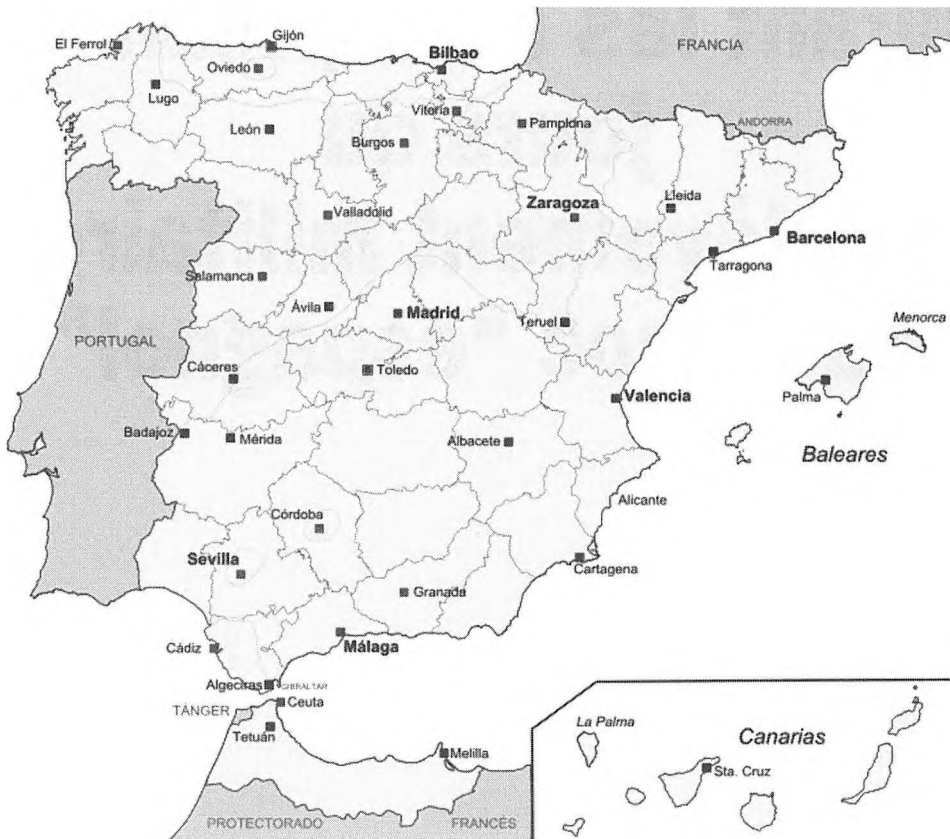 Gijón
El Ferrol
FRANCIA
Bilbao
Oviedo
Lugo
Vitoria
Pamplona
ANDORRA
León
Burgos
Lleida
Zaragoza
Valladolid
Barcelona
Tarragona
Salamanca
Ávila
Madrid
Teruel
Menorca
PORTUGAL
Cáceres
Toledo
Palma
Valencia
Badajoz
Mérida
Albacete
Baleares
Alicante
Córdoba
Sevilla
Cartagena
Granada
Cádiz
Málaga
Algeciras
GHIBRALTAR
Ceuta
TÁNGER
Tetuán
La Palma
Canarias
Melilla
Sta. Cruz
PROTECTORADO FRANCÉS